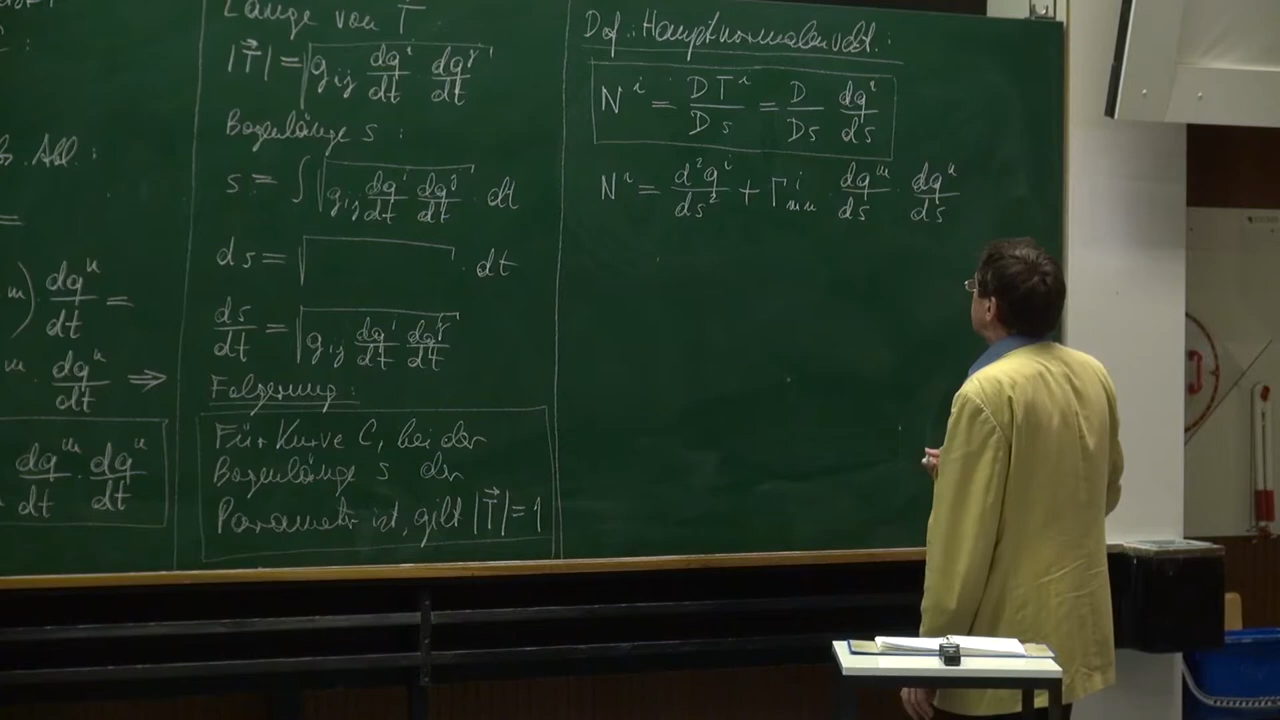 bs. Abl.:
=
m) dq^n/dt =
m · dq^n/dt ⇒
dq^m/dt · dq^n/dt
Länge von T
|T⃗| = √(g_ij dq^i/dt dq^j/dt)
Bogenlänge s:
s = ∫ √(g_ij dq^i/dt dq^j/dt) · dt
ds = √( ) · dt
ds/dt = √(g_ij dq^i/dt dq^j/dt)
Folgerung:
Für Kurve C, bei der
Bogenlänge s der
Parameter ist, gilt |T⃗| = 1
Def.: Hauptnormalenvekt.:
N^i = DT^i/Ds = D/Ds dq^i/ds
N^i = d²q^i/ds² + Γ^i_mn dq^m/ds · dq^n/ds